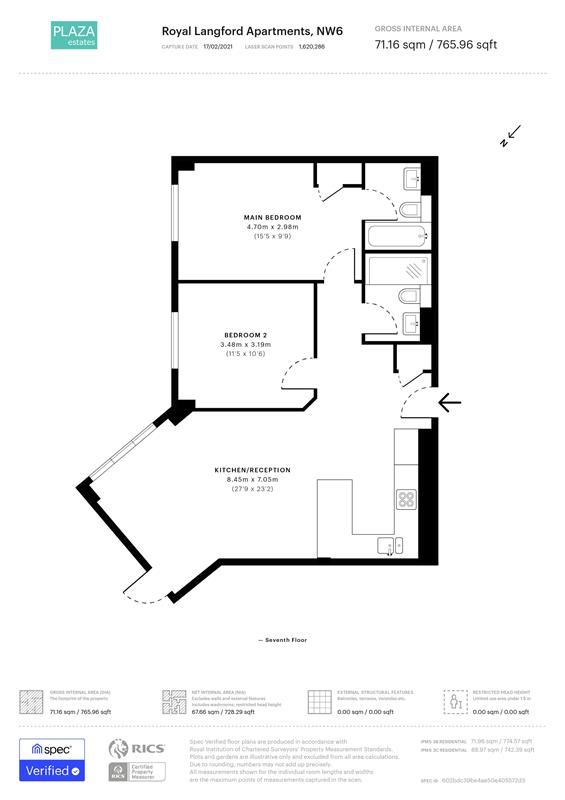 PLAZA
estates
Royal Langford Apartments, NW6
CAPTURE DATE 17/02/2021 LASER SCAN POINTS 1,620,286
GROSS INTERNAL AREA
71.16 sqm / 765.96 sqft
N
MAIN BEDROOM
4.70m x 2.98m
(15'5 x 9'9)
BEDROOM 2
3.48m x 3.19m
(11'5 x 10'6)
KITCHEN/RECEPTION
8.45m x 7.05m
(27'9 x 23'2)
— Seventh Floor
GROSS INTERNAL AREA (GIA)
The footprint of the property
71.16 sqm / 765.96 sqft
NET INTERNAL AREA (NIA)
Excludes walls and external features
Includes washrooms, restricted head height
67.66 sqm / 728.29 sqft
EXTERNAL STRUCTURAL FEATURES
Balconies, terraces, Verandas etc.
0.00 sqm / 0.00 sqft
RESTRICTED HEAD HEIGHT
Limited use area under 1.5 m
0.00 sqm / 0.00 sqft
spec
Verified
RICS
RICS Certified
Property
Measurer
Spec Verified floor plans are produced in accordance with
Royal Institution of Chartered Surveyors' Property Measurement Standards.
Plots and gardens are illustrative only and excluded from all area calculations.
Due to rounding, numbers may not add up precisely.
All measurements shown for the individual room lengths and widths
are the maximum points of measurements captured in the scan.
IPMS 3B RESIDENTIAL 71.96 sqm / 774.57 sqft
IPMS 3C RESIDENTIAL 68.97 sqm / 742.39 sqft
SPEC ID